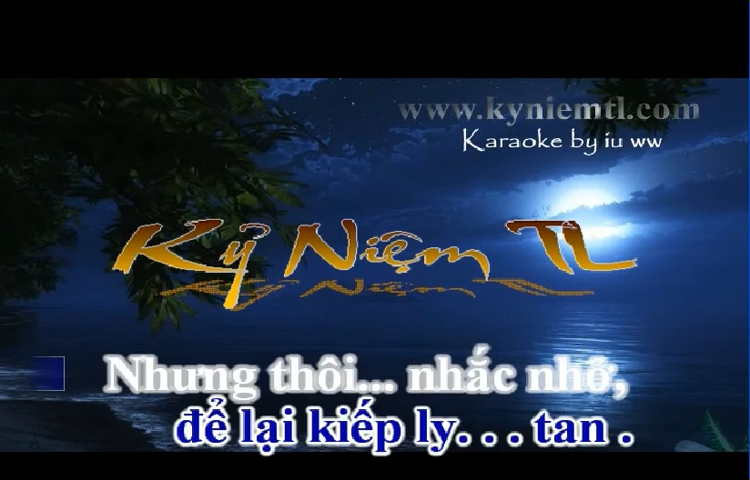 www.kyniemtl.com
Karaoke by iu ww
Kỷ Niệm TL
Nhưng thôi... nhắc nhớ,
để lại kiếp ly. . . tan .